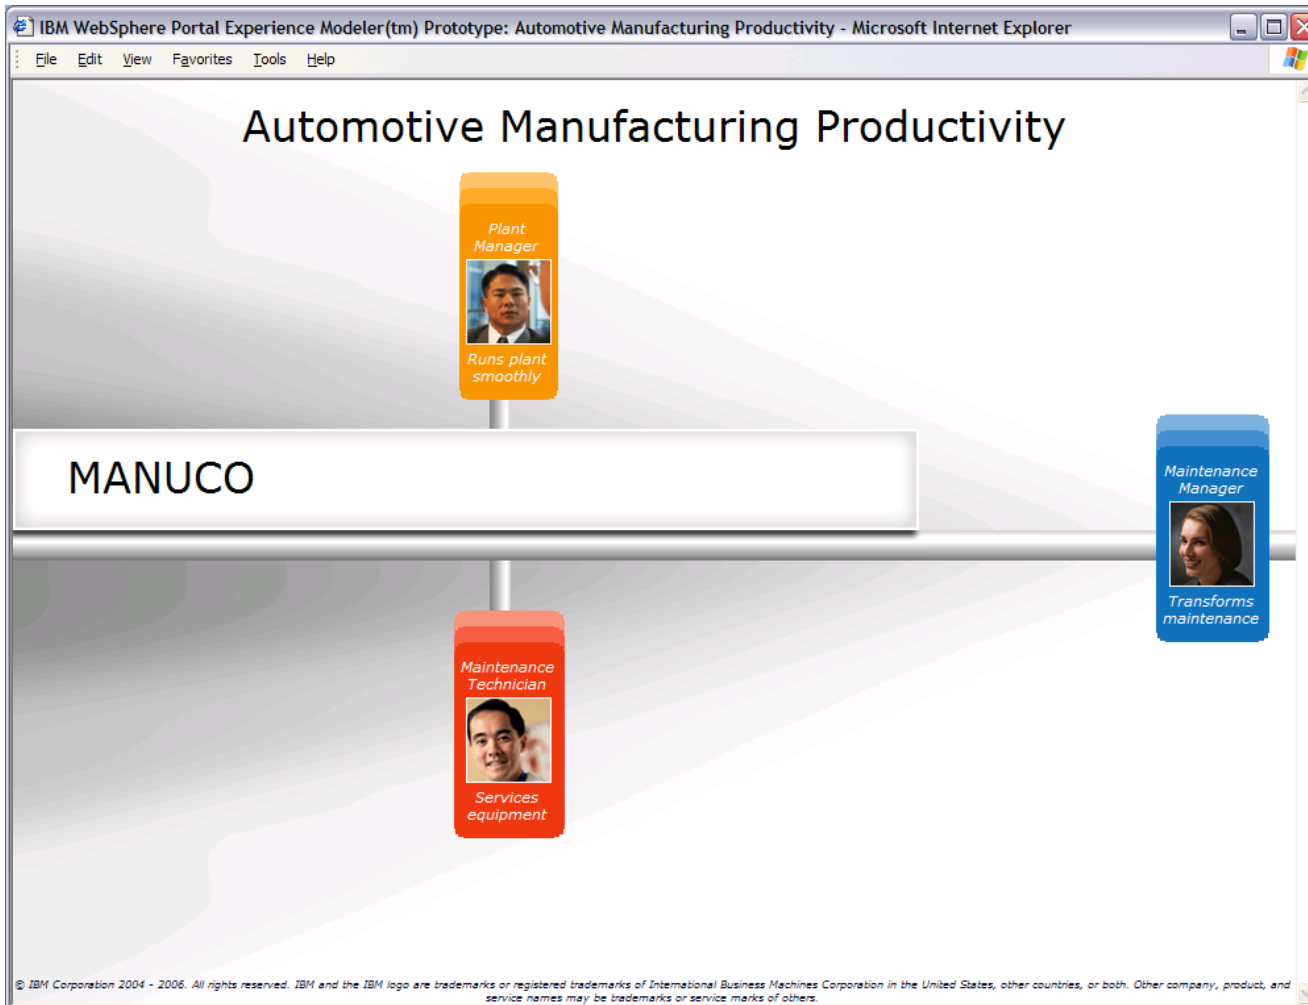 IBM WebSphere Portal Experience Modeler(tm) Prototype: Automotive Manufacturing Productivity - Microsoft Internet Explorer
File Edit View Favorites Tools Help
Automotive Manufacturing Productivity
Plant
Manager
Runs plant
smoothly
MANUCO
Maintenance
Manager
Transforms
maintenance
Maintenance
Technician
Services
equipment
© IBM Corporation 2004 - 2006. All rights reserved. IBM and the IBM logo are trademarks or registered trademarks of International Business Machines Corporation in the United States, other countries, or both. Other company, product, and
service names may be trademarks or service marks of others.